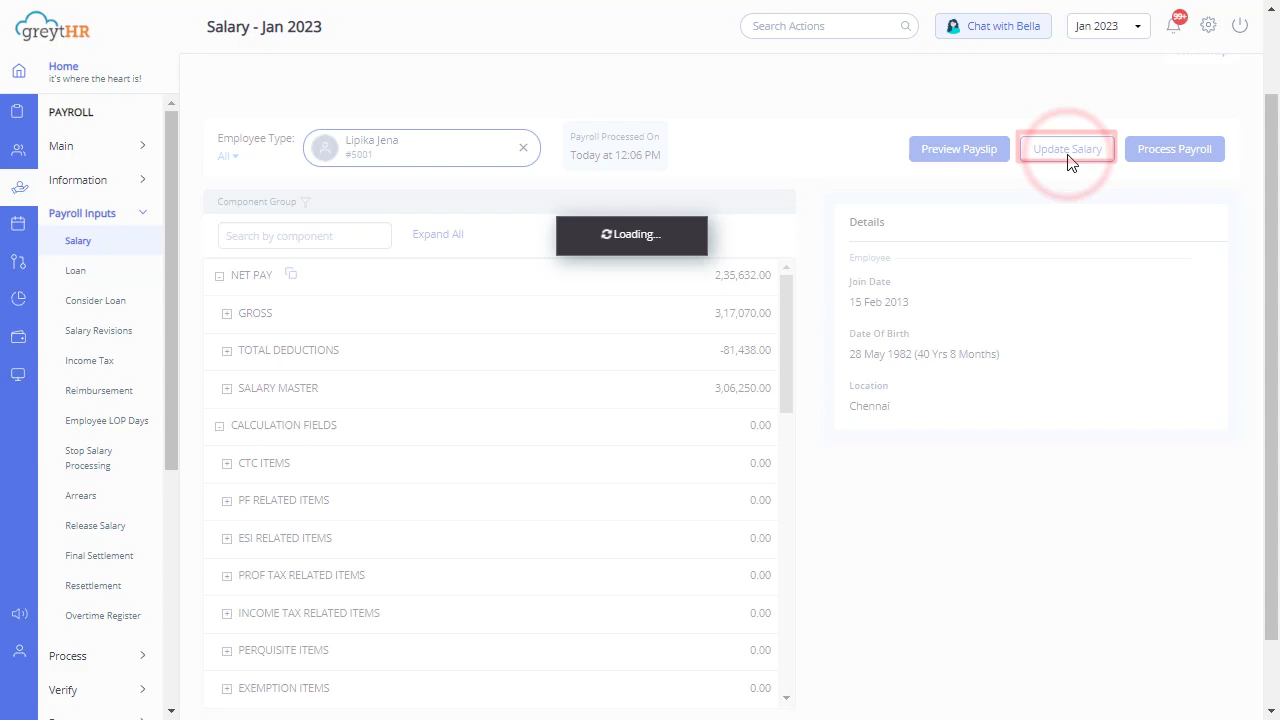 greytHR
Salary - Jan 2023
Search Actions
Chat with Bella
Jan 2023
99+
Home
it's where the heart is!
PAYROLL
Main
Information
Payroll Inputs
Salary
Loan
Consider Loan
Salary Revisions
Income Tax
Reimbursement
Employee LOP Days
Stop Salary
Processing
Arrears
Release Salary
Final Settlement
Resettlement
Overtime Register
Process
Verify
Employee Type:
All
Lipika Jena
#5001
Payroll Processed On
Today at 12:06 PM
Preview Payslip
Update Salary
Process Payroll
Component Group
Search by component
Expand All
Loading...
NET PAY 2,35,632.00
GROSS 3,17,070.00
TOTAL DEDUCTIONS -81,438.00
SALARY MASTER 3,06,250.00
CALCULATION FIELDS 0.00
CTC ITEMS 0.00
PF RELATED ITEMS 0.00
ESI RELATED ITEMS 0.00
PROF TAX RELATED ITEMS 0.00
INCOME TAX RELATED ITEMS 0.00
PERQUISITE ITEMS 0.00
EXEMPTION ITEMS 0.00
Details
Employee
Join Date
15 Feb 2013
Date Of Birth
28 May 1982 (40 Yrs 8 Months)
Location
Chennai